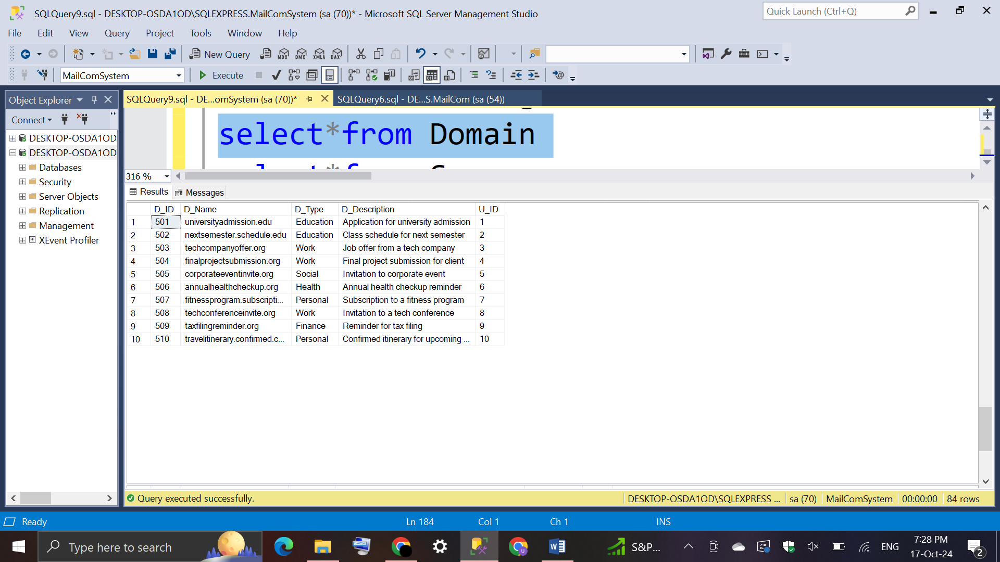 SQLQuery9.sql - DESKTOP-OSDA1OD\SQLEXPRESS.MailComSystem (sa (70))* - Microsoft SQL Server Management Studio
Quick Launch (Ctrl+Q)
File Edit View Query Project Tools Window Help
New Query MDX DMX XMLA DAX
MailComSystem Execute
Object Explorer
SQLQuery9.sql - DE...omSystem (sa (70))* SQLQuery6.sql - DE...S.MailCom (sa (54))
Connect
DESKTOP-OSDA1OD
DESKTOP-OSDA1OD
Databases
Security
Server Objects
Replication
Management
XEvent Profiler
select*from Domain
316 %
Results Messages
D_ID D_Name D_Type D_Description U_ID
1 501 universityadmission.edu Education Application for university admission 1
2 502 nextsemester.schedule.edu Education Class schedule for next semester 2
3 503 techcompanyoffer.org Work Job offer from a tech company 3
4 504 finalprojectsubmission.org Work Final project submission for client 4
5 505 corporateeventinvite.org Social Invitation to corporate event 5
6 506 annualhealthcheckup.org Health Annual health checkup reminder 6
7 507 fitnessprogram.subscripti... Personal Subscription to a fitness program 7
8 508 techconferenceinvite.org Work Invitation to a tech conference 8
9 509 taxfilingreminder.org Finance Reminder for tax filing 9
10 510 travelitinerary.confirmed.c... Personal Confirmed itinerary for upcoming ... 10
Query executed successfully.
DESKTOP-OSDA1OD\SQLEXPRESS ... sa (70) MailComSystem 00:00:00 84 rows
Ready Ln 184 Col 1 Ch 1 INS
Type here to search
S&P...
ENG
7:28 PM
17-Oct-24
2